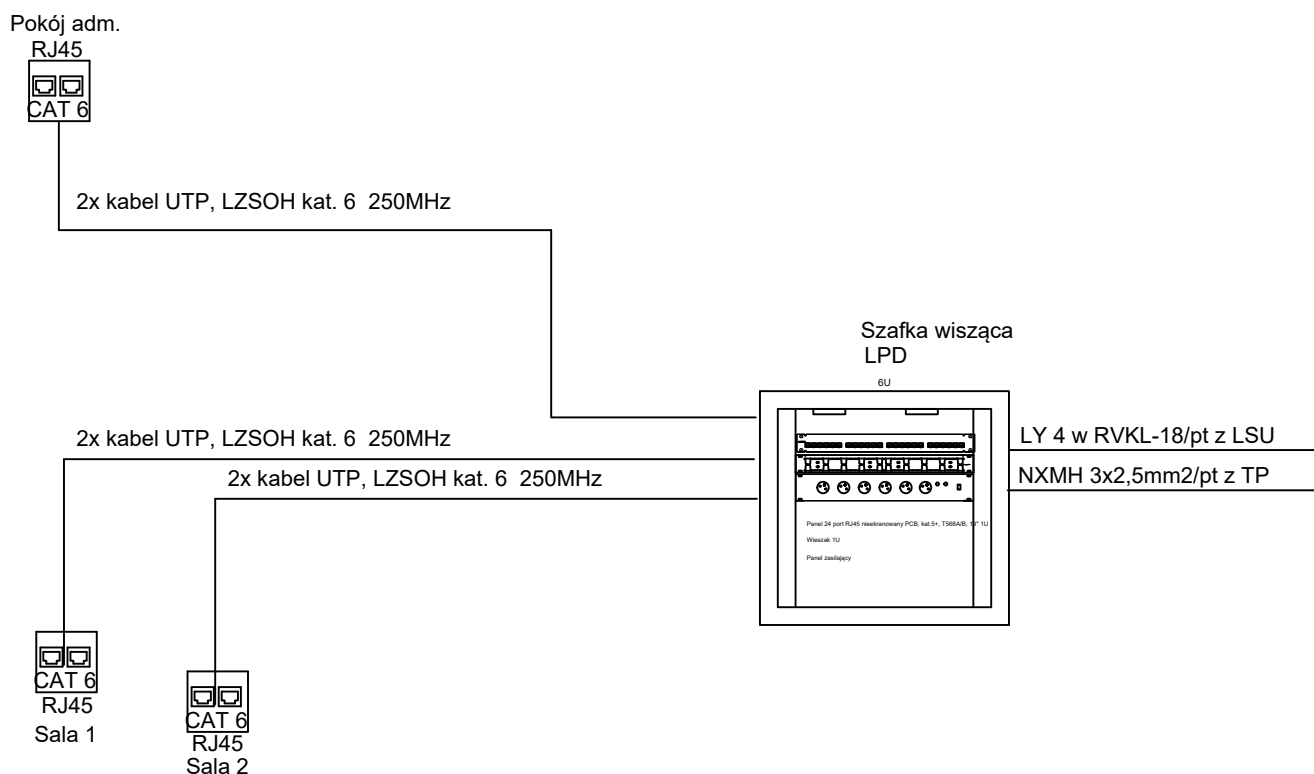 Pokój adm.
RJ45
CAT 6
2x kabel UTP, LZSOH kat. 6  250MHz
Szafka wisząca
LPD
6U
2x kabel UTP, LZSOH kat. 6  250MHz
LY 4 w RVKL-18/pt z LSU
2x kabel UTP, LZSOH kat. 6  250MHz
NXMH 3x2,5mm2/pt z TP
Panel 24 port RJ45 nieekranowany PCB, kat.5+, T568A/B, 19" 1U
Wieszak 1U
Panel zasilający
CAT 6
RJ45
Sala 1
CAT 6
RJ45
Sala 2